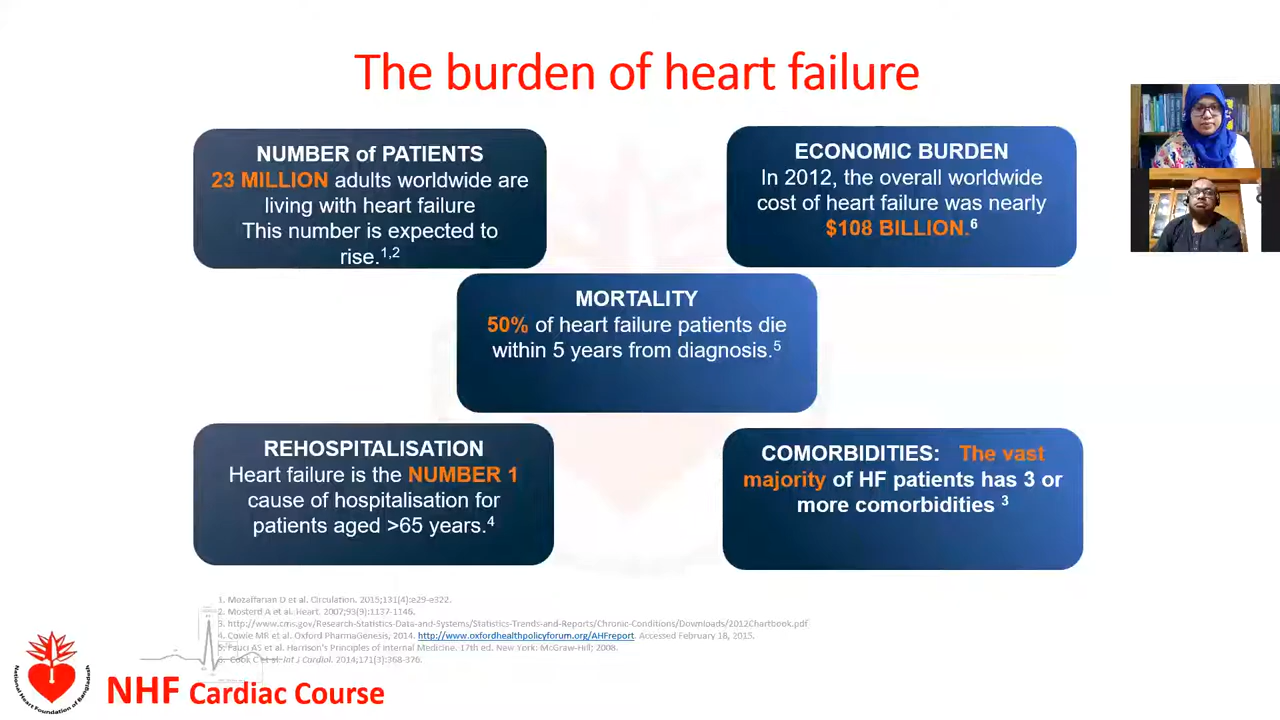 The burden of heart failure
NUMBER of PATIENTS
23 MILLION adults worldwide are
living with heart failure
This number is expected to
rise.1,2
ECONOMIC BURDEN
In 2012, the overall worldwide
cost of heart failure was nearly
$108 BILLION.6
MORTALITY
50% of heart failure patients die
within 5 years from diagnosis.5
REHOSPITALISATION
Heart failure is the NUMBER 1
cause of hospitalisation for
patients aged >65 years.4
COMORBIDITIES: The vast
majority of HF patients has 3 or
more comorbidities 3
1. Mozaffarian D et al. Circulation. 2015;131(4):e29-e322.
2. Mosterd A et al. Heart. 2007;93(9):1137-1146.
3. http://www.cms.gov/Research-Statistics-Data-and-Systems/Statistics-Trends-and-Reports/Chronic-Conditions/Downloads/2012Chartbook.pdf
4. Cowie MR et al. Oxford PharmaGenesis, 2014. http://www.oxfordhealthpolicyforum.org/AHFreport. Accessed February 18, 2015.
5. Fauci AS et al. Harrison's Principles of Internal Medicine. 17th ed. New York: McGraw-Hill; 2008.
6. Cook C et al. Int J Cardiol. 2014;171(3):368-376.
National Heart Foundation of Bangladesh
NHF Cardiac Course